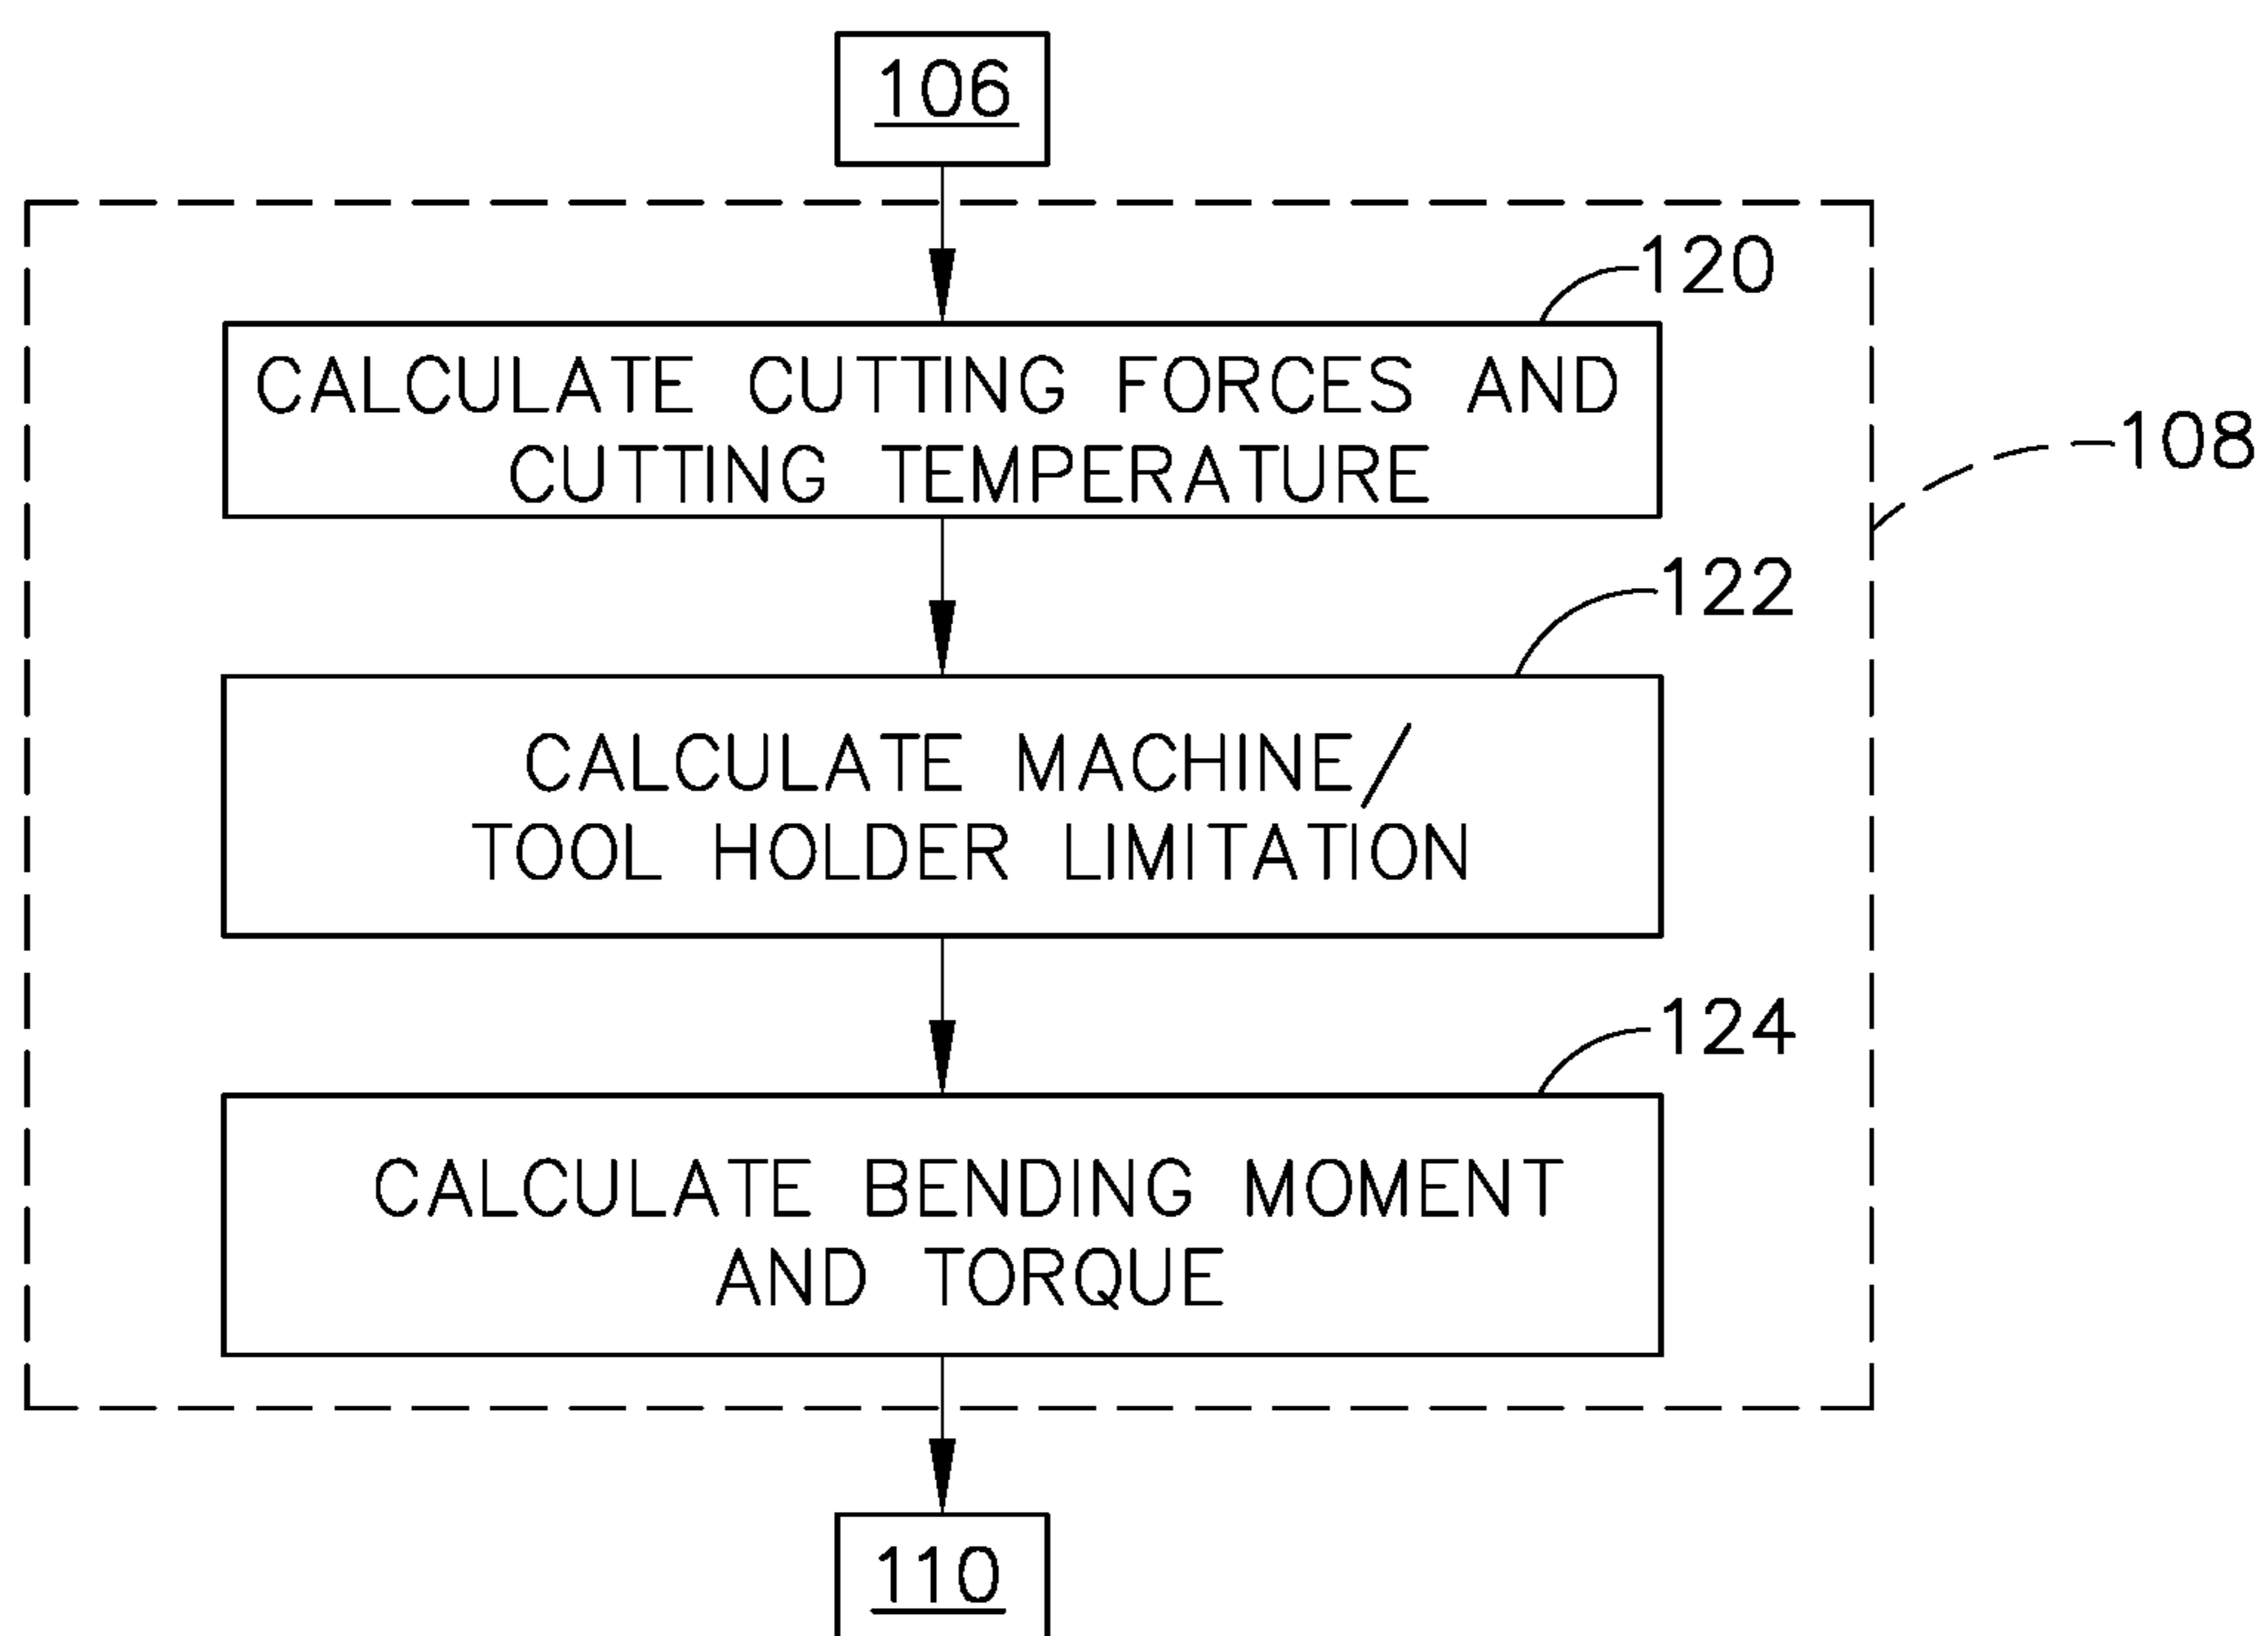 106
120
CALCULATE CUTTING FORCES AND
CUTTING TEMPERATURE
108
122
CALCULATE MACHINE/
TOOL HOLDER LIMITATION
124
CALCULATE BENDING MOMENT
AND TORQUE
110